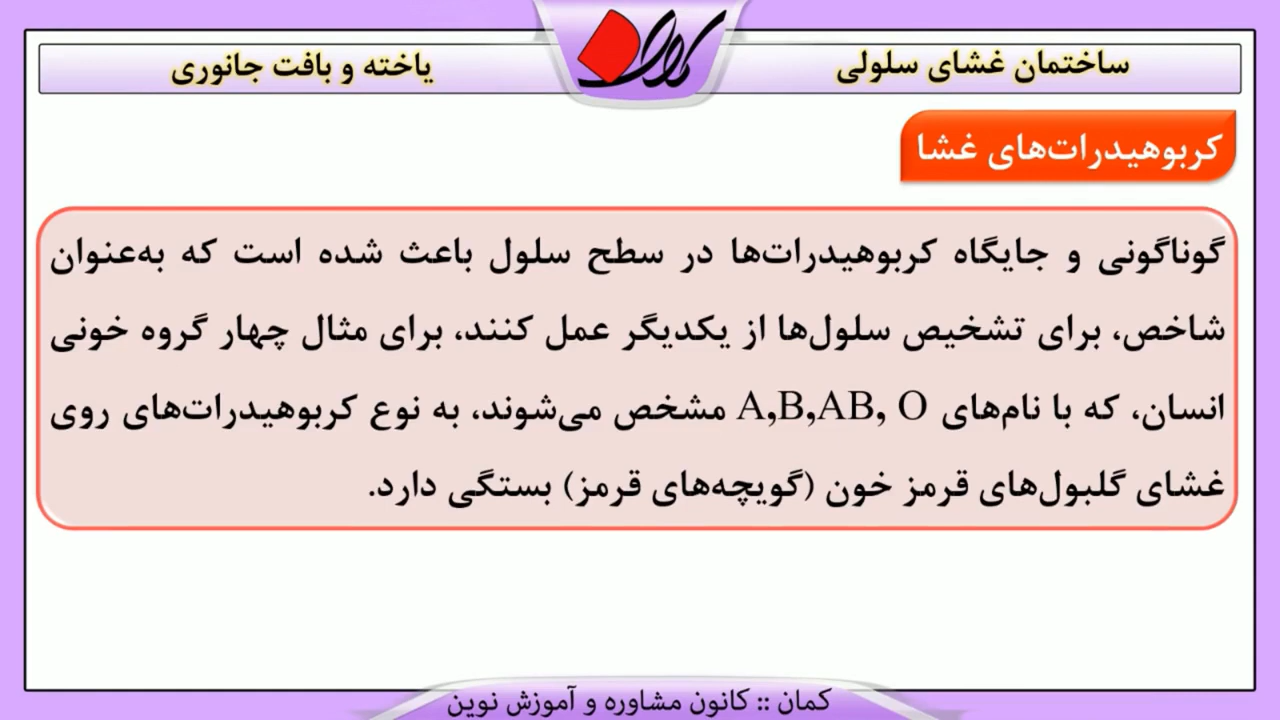 ساختمان غشای سلولی
کمان
یاخته و بافت جانوری
کربوهیدرات‌های غشا
گوناگونی و جایگاه کربوهیدرات‌ها در سطح سلول باعث شده است که به‌عنوان
شاخص، برای تشخیص سلول‌ها از یکدیگر عمل کنند، برای مثال چهار گروه خونی
انسان، که با نام‌های A,B,AB, O مشخص می‌شوند، به نوع کربوهیدرات‌های روی
غشای گلبول‌های قرمز خون (گویچه‌های قرمز) بستگی دارد.
کمان :: کانون مشاوره و آموزش نوین